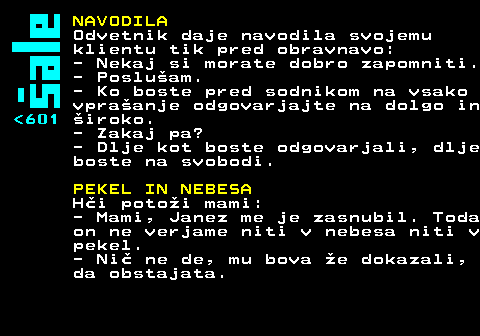 šale
<601
NAVODILA
Odvetnik daje navodila svojemu
klientu tik pred obravnavo:
- Nekaj si morate dobro zapomniti.
- Poslušam.
- Ko boste pred sodnikom na vsako
vprašanje odgovarjajte na dolgo in
široko.
- Zakaj pa?
- Dlje kot boste odgovarjali, dlje
boste na svobodi.
PEKEL IN NEBESA
Hči potoži mami:
- Mami, Janez me je zasnubil. Toda
on ne verjame niti v nebesa niti v
pekel.
- Nič ne de, mu bova že dokazali,
da obstajata.